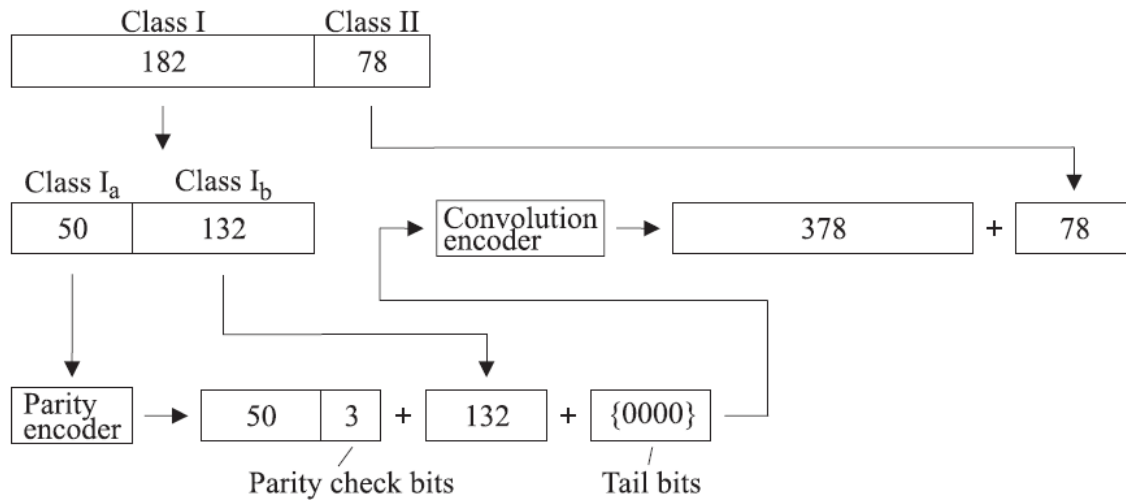 Class I Class II
182 78
Class Ia Class Ib
50 132
Convolution
encoder
378 + 78
Parity
encoder
50 3 + 132 + {0000}
Parity check bits Tail bits